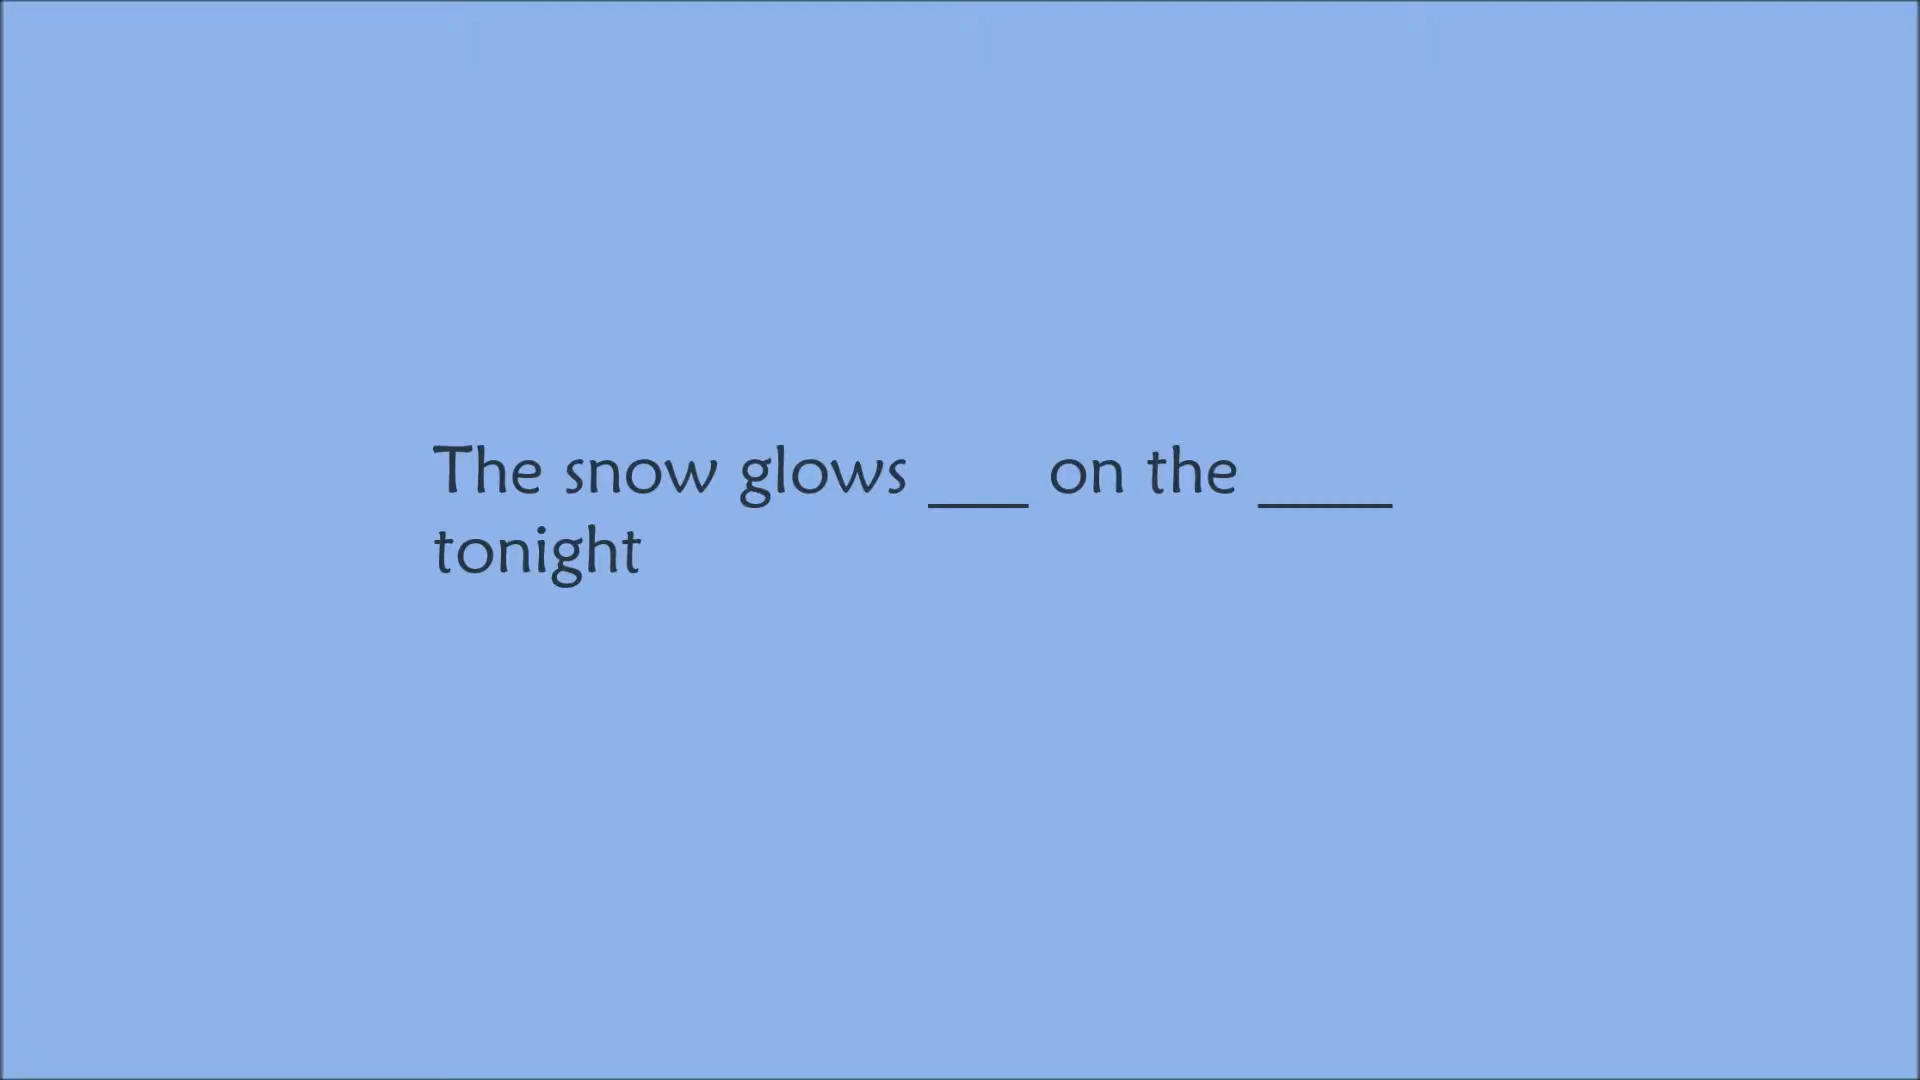 The snow glows ___ on the ____
tonight